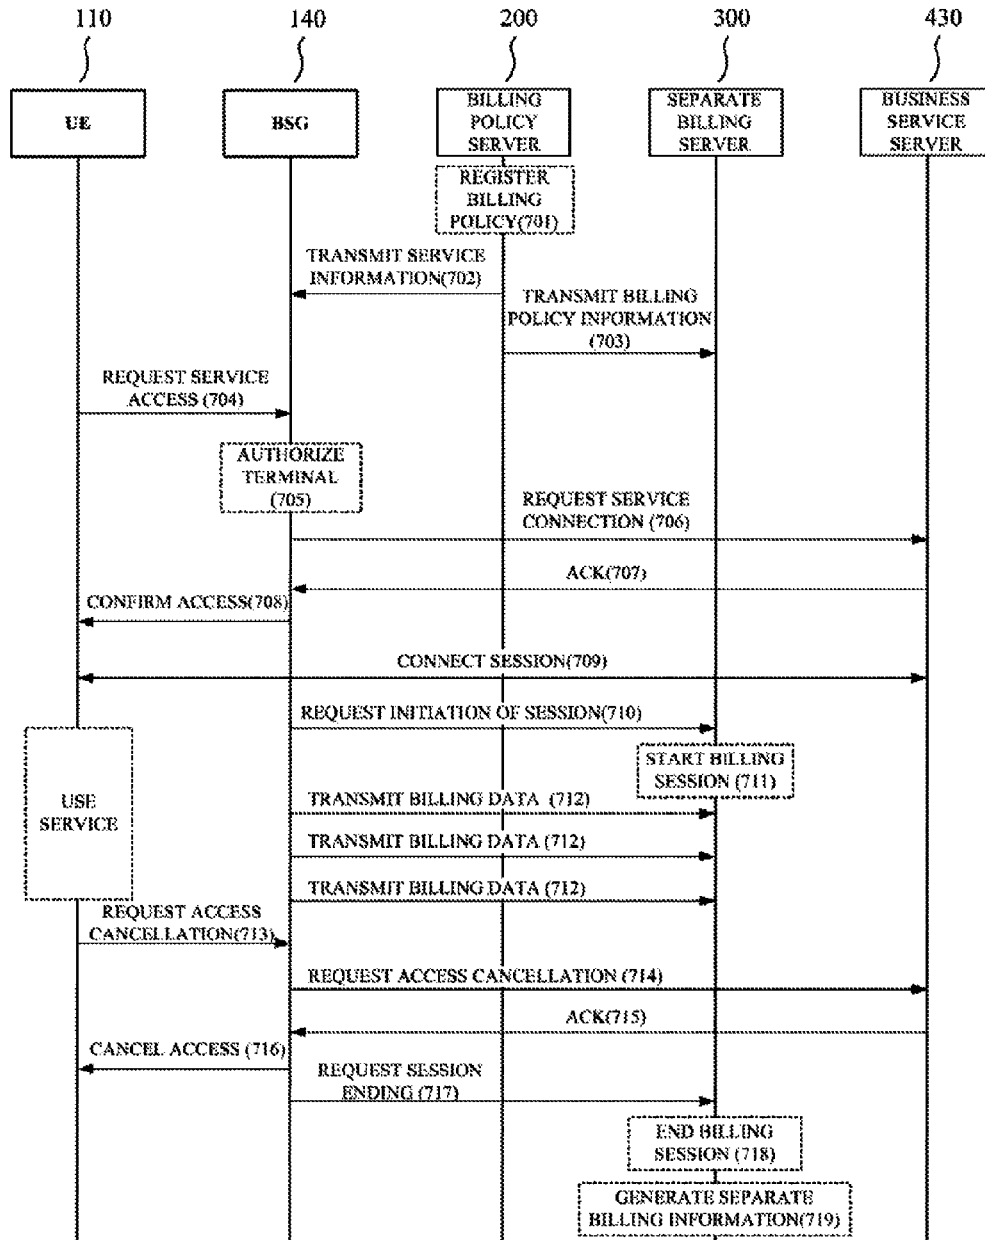 110
140
200
300
430
UE
BSG
BILLING
POLICY
SERVER
SEPARATE
BILLING
SERVER
BUSINESS
SERVICE
SERVER
REGISTER
BILLING
POLICY(701)
TRANSMIT SERVICE
INFORMATION(702)
TRANSMIT BILLING
POLICY INFORMATION
(703)
REQUEST SERVICE
ACCESS (704)
AUTHORIZE
TERMINAL
(705)
REQUEST SERVICE
CONNECTION (706)
ACK(707)
CONFIRM ACCESS(708)
CONNECT SESSION(709)
REQUEST INITIATION OF SESSION(710)
START BILLING
SESSION (711)
USE
SERVICE
TRANSMIT BILLING DATA (712)
TRANSMIT BILLING DATA (712)
TRANSMIT BILLING DATA (712)
REQUEST ACCESS
CANCELLATION(713)
REQUEST ACCESS CANCELLATION (714)
ACK(715)
CANCEL ACCESS (716)
REQUEST SESSION
ENDING (717)
END BILLING
SESSION (718)
GENERATE SEPARATE
BILLING INFORMATION(719)